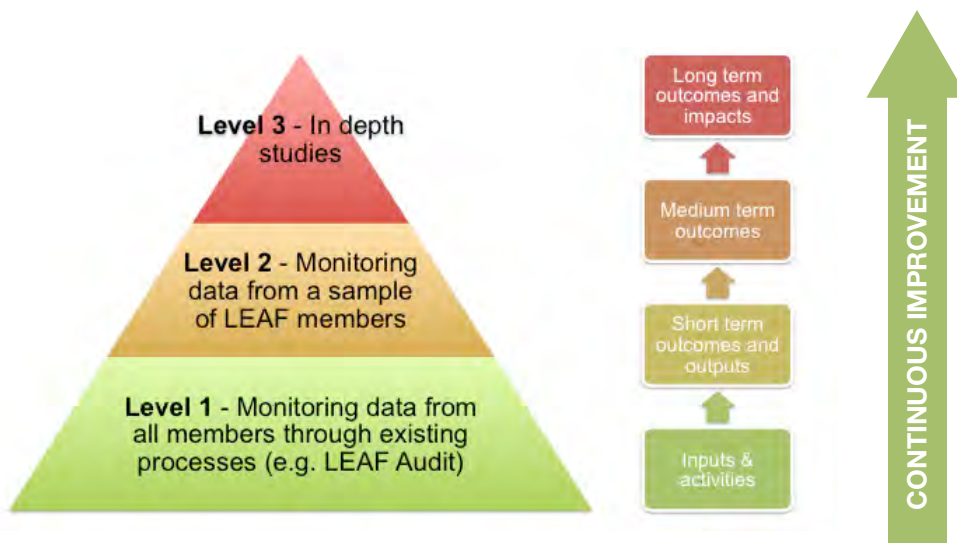 Level 3 - In depth
studies
Level 2 - Monitoring
data from a sample
of LEAF members
Level 1 - Monitoring data from
all members through existing
processes (e.g. LEAF Audit)
Long term
outcomes and
impacts
Medium term
outcomes
Short term
outcomes and
outputs
Inputs &
activities
CONTINUOUS IMPROVEMENT